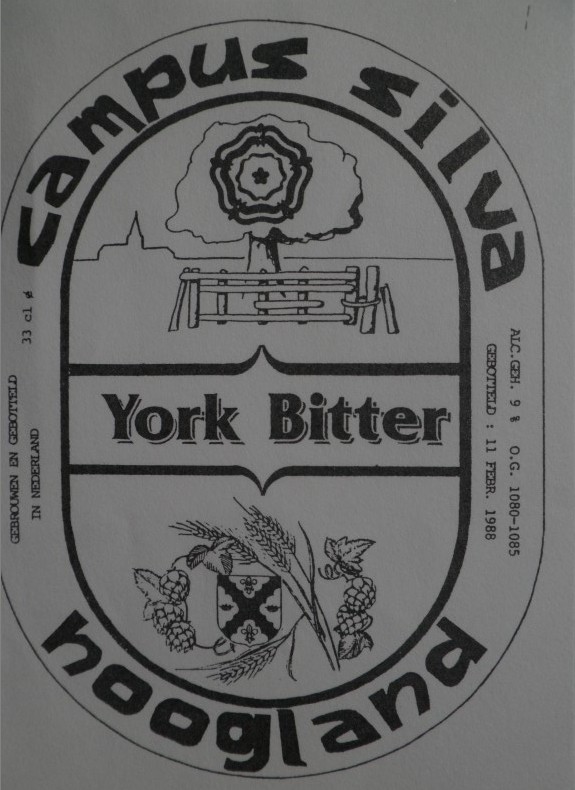 campus silva
York Bitter
hoogland
33 cl ≠
GEBROUWEN EN GEBOTTELD
IN NEDERLAND
ALC.GEH. 9 % O.G. 1080-1085
GEBOTTELD : 11 FEBR. 1988